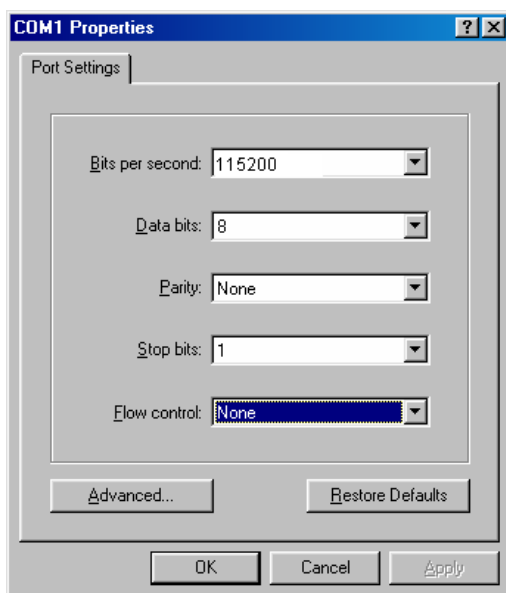 COM1 Properties
Port Settings
Bits per second: 115200
Data bits: 8
Parity: None
Stop bits: 1
Flow control: None
Advanced... Restore Defaults
OK Cancel Apply